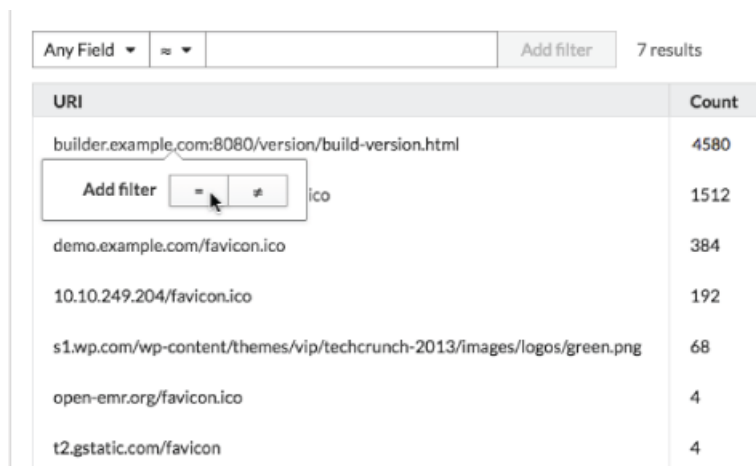 Any Field ≈ Add filter 7 results
URI Count
builder.example.com:8080/version/build-version.html 4580
Add filter = ≠ ico 1512
demo.example.com/favicon.ico 384
10.10.249.204/favicon.ico 192
s1.wp.com/wp-content/themes/vip/techcrunch-2013/images/logos/green.png 68
open-emr.org/favicon.ico 4
t2.gstatic.com/favicon 4